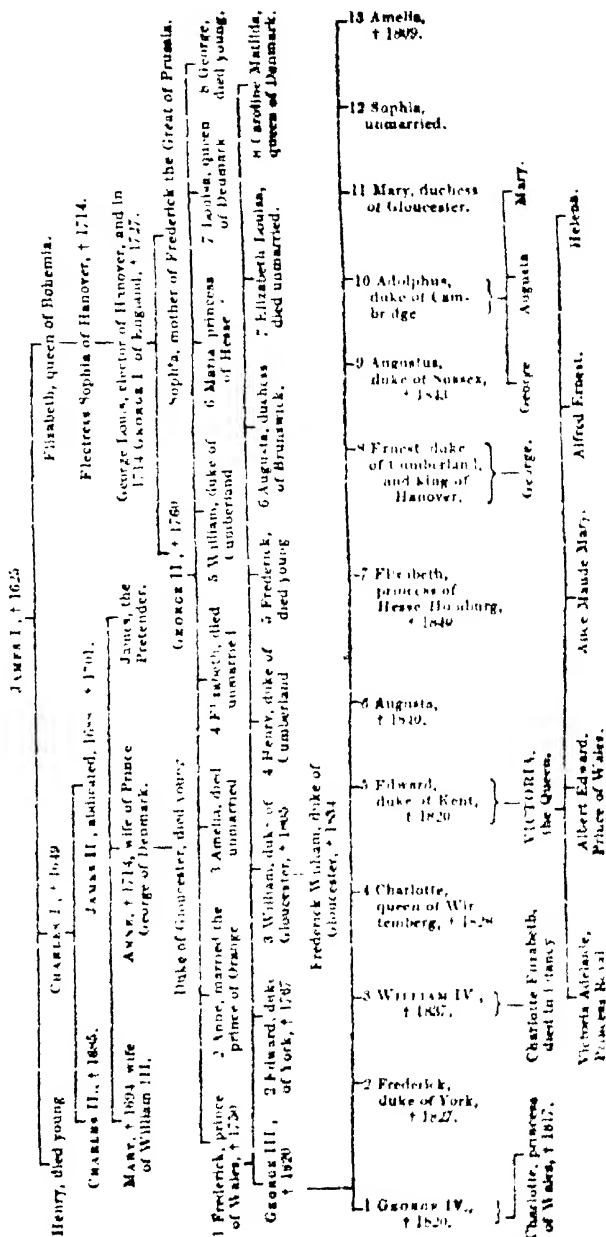 JAMES I., † 1625
Henry, died young
CHARLES I., † 1649
Elizabeth, queen of Bohemia.
CHARLES II., † 1685.
JAMES II., abdicated, 1688 † 1701.
Electress Sophia of Hanover, † 1714.
MARY, † 1694 wife
of William III.
ANNE, † 1714, wife of Prince
George of Denmark.
James, the
Pretender.
George Louis, elector of Hanover, and in
1714 GEORGE I of England, † 1727.
Duke of Gloucester, died young
GEORGE II., † 1760
Sophia, mother of Frederick the Great of Prussia.
1 Frederick, prince
of Wales, † 1750
2 Anne, married the
prince of Orange
3 Amelia, died
unmarried
4 Elizabeth, died
unmarried
5 William, duke of
Cumberland
6 Maria princess
of Hesse
7 Louisa, queen
of Denmark
8 George,
died young.
GEORGE III,
† 1820
2 Edward, duke
of York, † 1767
3 William, duke of
Gloucester, † 1805
4 Henry, duke of
Cumberland
5 Frederick,
died young
6 Augusta, duchess
of Brunswick.
7 Elizabeth Louisa,
died unmarried.
8 Caroline Matilda,
queen of Denmark.
Frederick William, duke of
Gloucester, † 1834
1 GEORGE IV.,
† 1820.
2 Frederick,
duke of York,
† 1827.
3 WILLIAM IV.,
† 1837.
4 Charlotte,
queen of Wir
temberg, † 1828
5 Edward,
duke of Kent,
† 1820
6 Augusta,
† 1840.
7 Elizabeth,
princess of
Hesse Homburg,
† 1840
8 Ernest duke
of Cumberland,
and king of
Hanover.
9 Augustus,
duke of Sussex,
† 1843
10 Adolphus,
duke of Cam-
bridge
11 Mary, duchess
of Gloucester.
12 Sophia,
unmarried.
13 Amelia,
† 1809.
Charlotte, princess
of Wales, † 1817.
Charlotte Elizabeth,
died in infancy
VICTORIA,
the Queen.
George.
George
Augusta
Mary.
Victoria Adelaide,
Princess Royal
Albert Edward.
Prince of Wales.
Alice Maude Mary.
Alfred Ernest.
Helena.